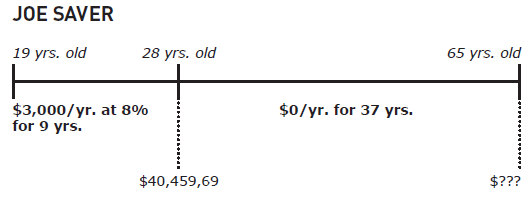 JOE SAVER
19 yrs. old 28 yrs. old 65 yrs. old
$3,000/yr. at 8% $0/yr. for 37 yrs.
for 9 yrs.
$40,459,69 $???